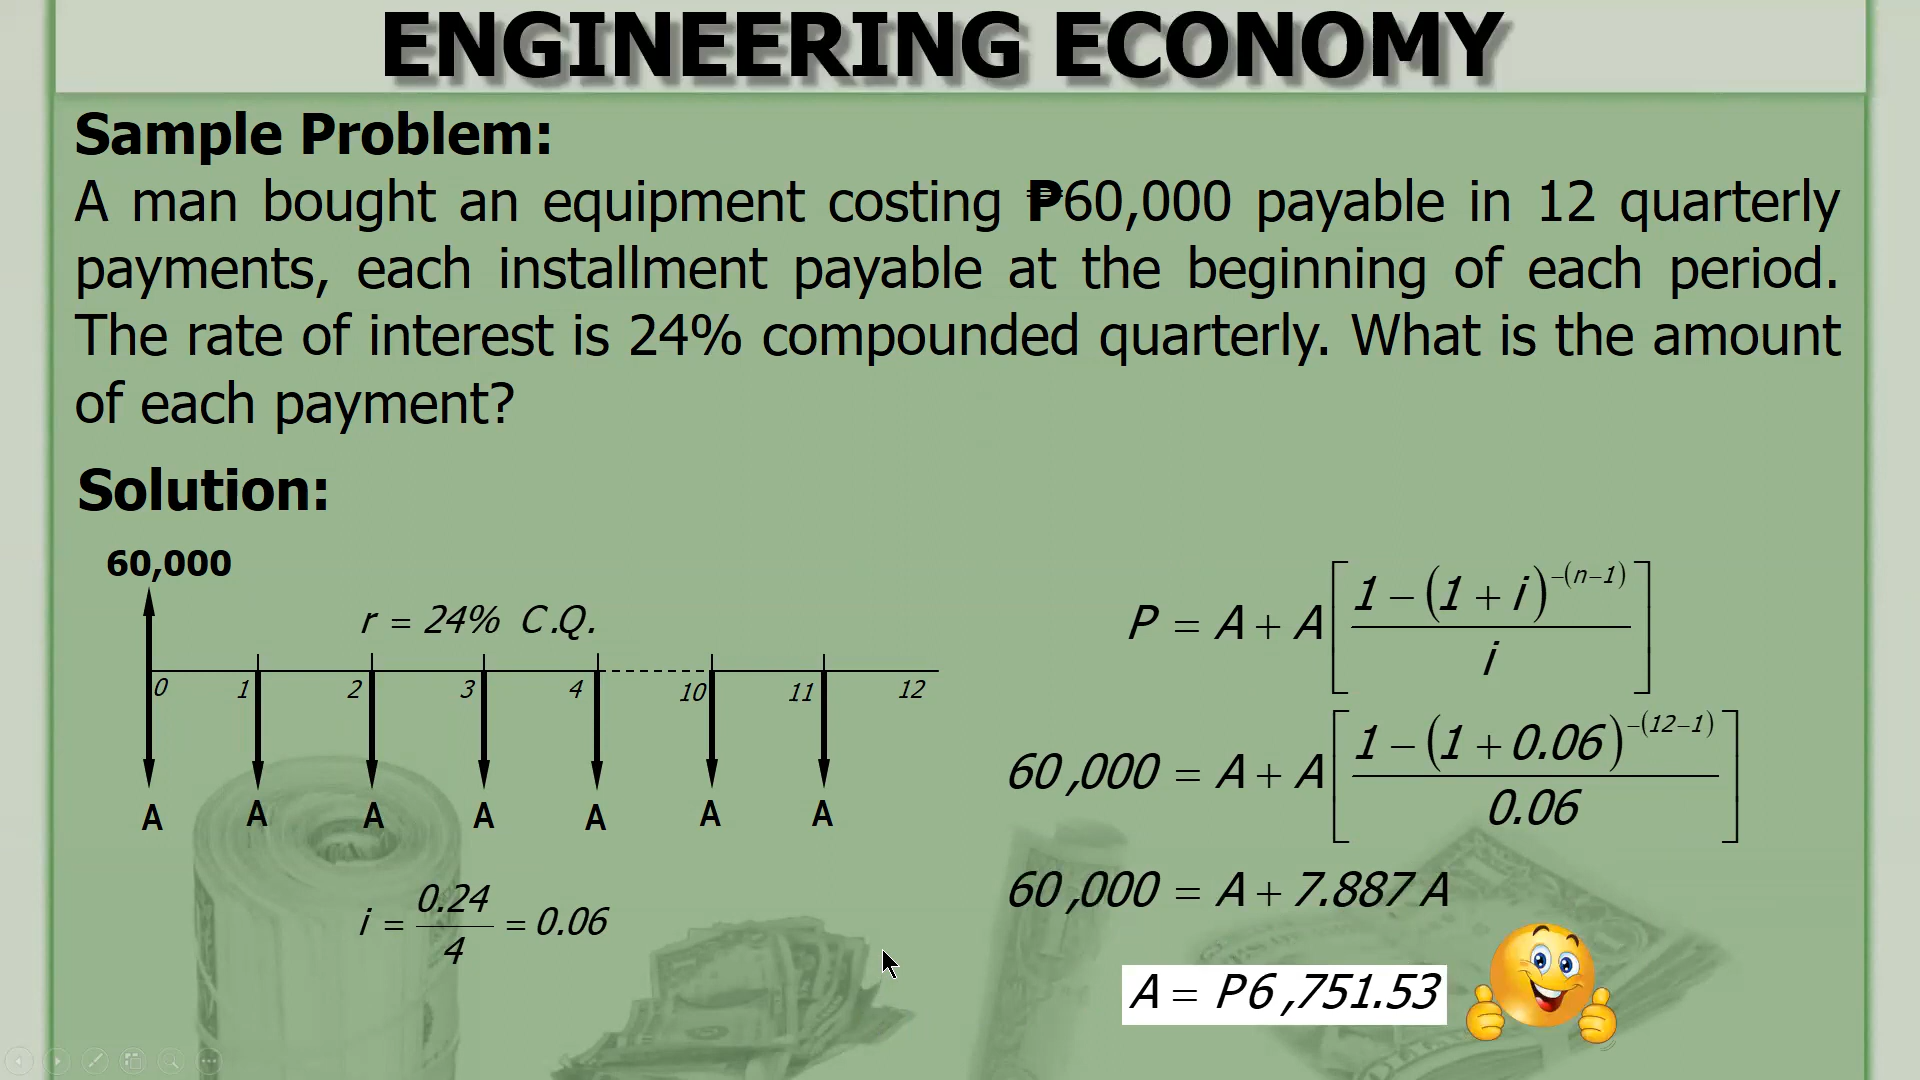 ENGINEERING ECONOMY
Sample Problem:
A man bought an equipment costing ₱60,000 payable in 12 quarterly
payments, each installment payable at the beginning of each period.
The rate of interest is 24% compounded quarterly. What is the amount
of each payment?
Solution:
60,000
r = 24% C.Q.
0 1 2 3 4 10 11 12
A A A A A A A
i = 0.24/4 = 0.06
P = A + A[(1 − (1 + i)^−(n−1))/i]
60,000 = A + A[(1 − (1 + 0.06)^−(12−1))/0.06]
60,000 = A + 7.887 A
A = P6,751.53